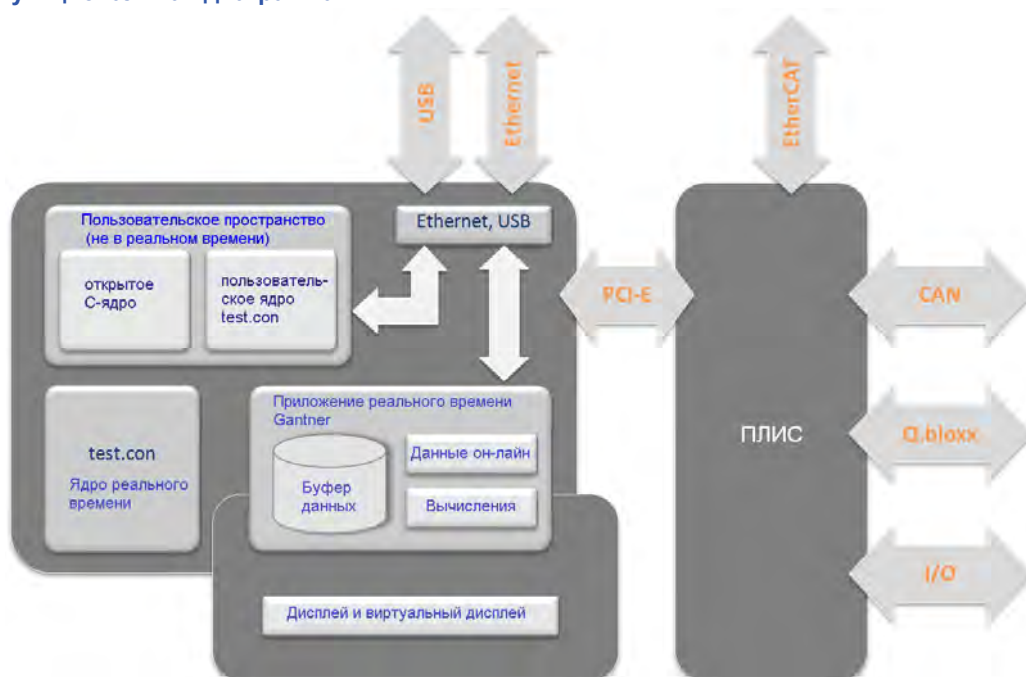 USB
Ethernet
EtherCAT
Пользовательское пространство
(не в реальном времени)
Ethernet, USB
открытое
С-ядро
пользователь-
ское ядро
test.con
PCI-E
CAN
test.con
Ядро реального
времени
Приложение реального времени
Gantner
Буфер
данных
Данные он-лайн
Вычисления
ПЛИС
Q.bloxx
I/O
Дисплей и виртуальный дисплей